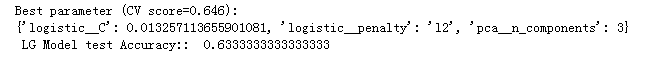 Best parameter (CV score=0.646):
{'logistic__C': 0.013257113655901081, 'logistic__penalty': 'l2', 'pca__n_components': 3}
LG Model test Accuracy::  0.6333333333333333